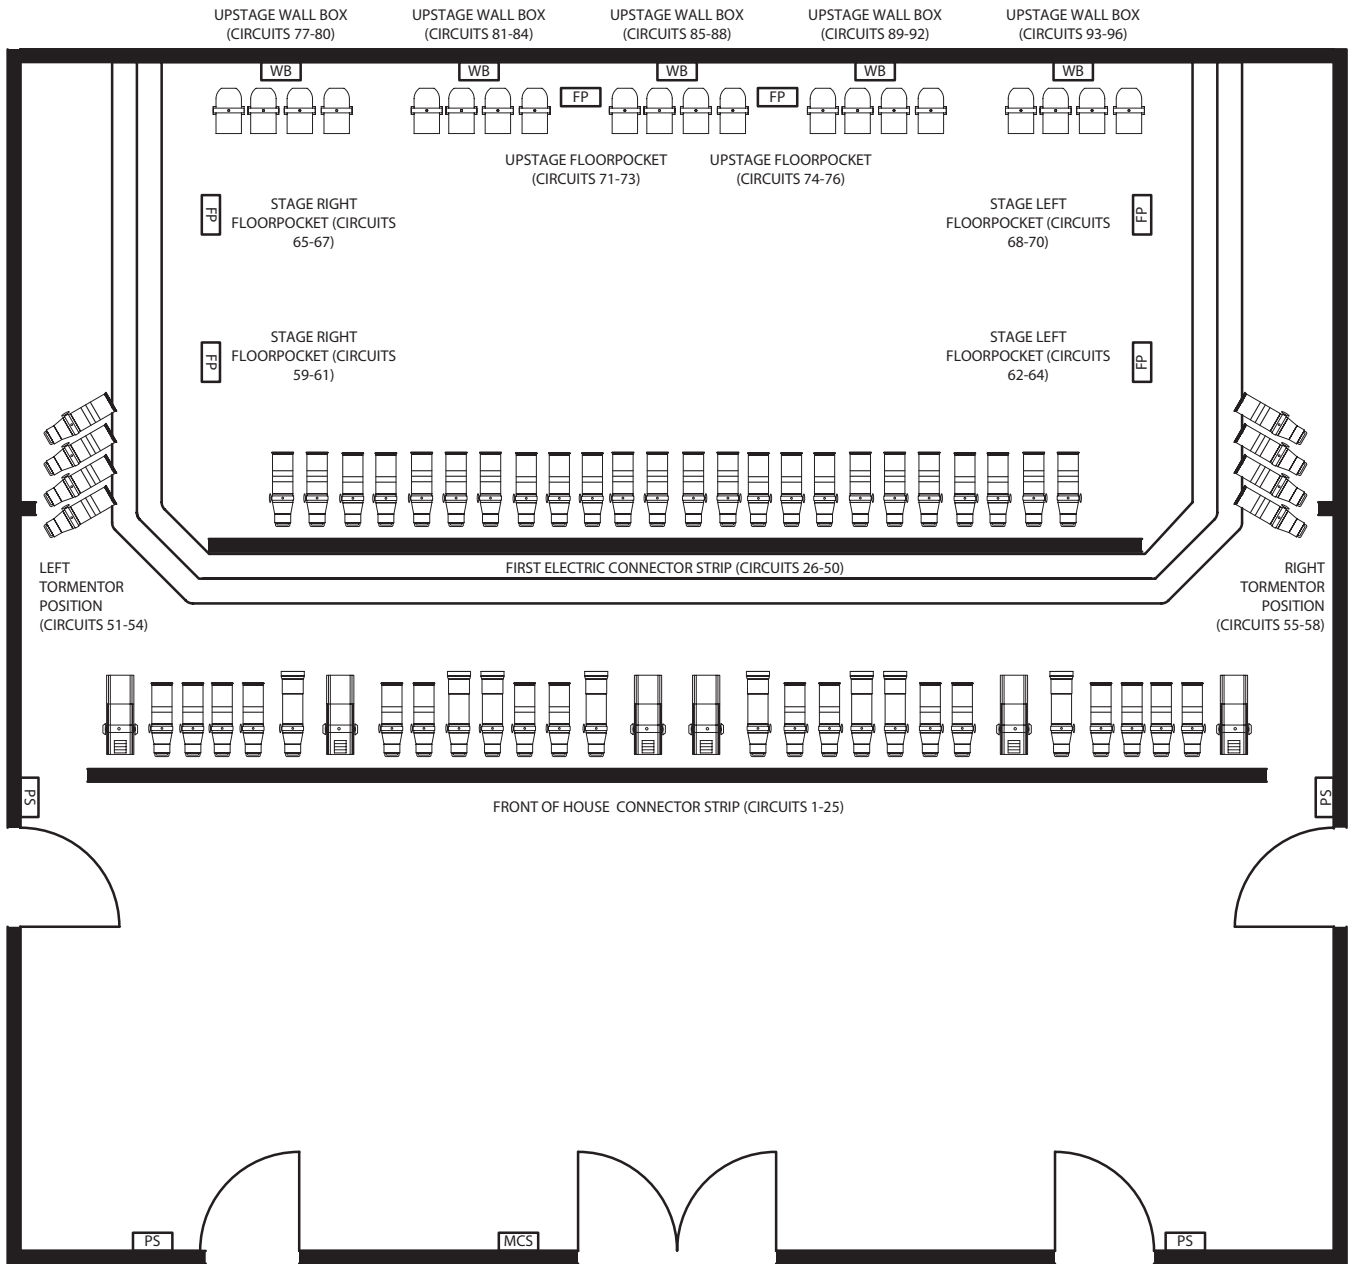 UPSTAGE WALL BOX
(CIRCUITS 77-80)
UPSTAGE WALL BOX
(CIRCUITS 81-84)
UPSTAGE WALL BOX
(CIRCUITS 85-88)
UPSTAGE WALL BOX
(CIRCUITS 89-92)
UPSTAGE WALL BOX
(CIRCUITS 93-96)
WB
WB
WB
WB
WB
FP
FP
UPSTAGE FLOORPOCKET
(CIRCUITS 71-73)
UPSTAGE FLOORPOCKET
(CIRCUITS 74-76)
FP
STAGE RIGHT
FLOORPOCKET (CIRCUITS
65-67)
STAGE LEFT
FLOORPOCKET (CIRCUITS
68-70)
FP
FP
STAGE RIGHT
FLOORPOCKET (CIRCUITS
59-61)
STAGE LEFT
FLOORPOCKET (CIRCUITS
62-64)
FP
LEFT
TORMENTOR
POSITION
(CIRCUITS 51-54)
FIRST ELECTRIC CONNECTOR STRIP (CIRCUITS 26-50)
RIGHT
TORMENTOR
POSITION
(CIRCUITS 55-58)
PS
FRONT OF HOUSE  CONNECTOR STRIP (CIRCUITS 1-25)
PS
PS
MCS
PS